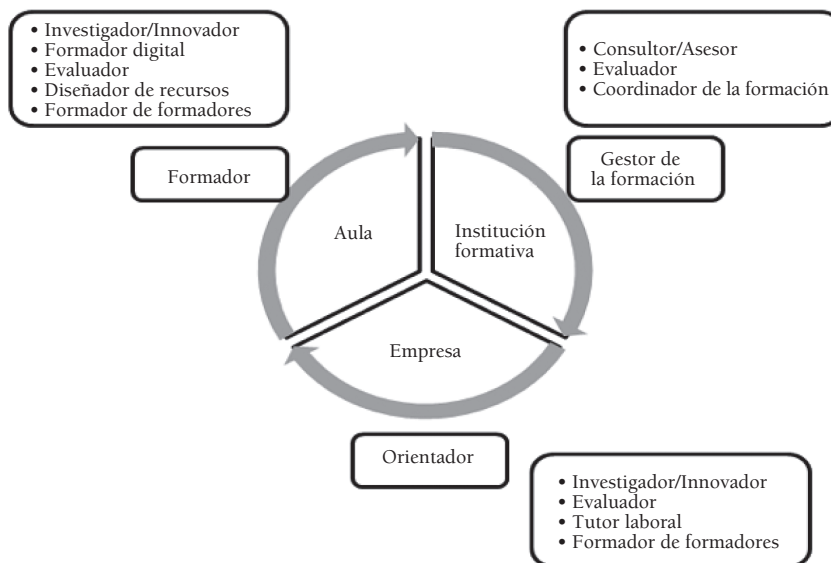 • Investigador/Innovador
• Formador digital
• Evaluador
• Diseñador de recursos
• Formador de formadores
• Consultor/Asesor
• Evaluador
• Coordinador de la formación
Formador
Gestor de
la formación
Aula
Institución
formativa
Empresa
Orientador
• Investigador/Innovador
• Evaluador
• Tutor laboral
• Formador de formadores